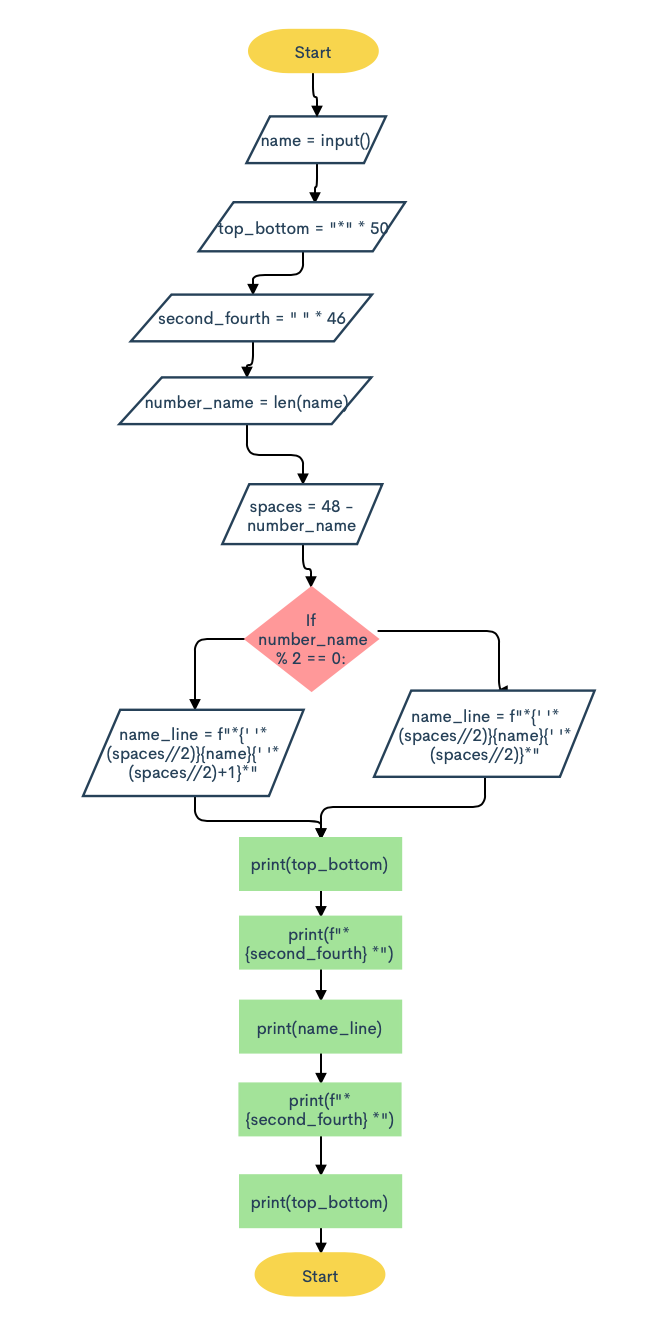 Start
name = input()
top_bottom = "*" * 50
second_fourth = " " * 46
number_name = len(name)
spaces = 48 -
number_name
If
number_name
% 2 == 0:
name_line = f"*{' '*
(spaces//2)}{name}{' '*
(spaces//2)+1}*"
name_line = f"*{' '*
(spaces//2)}{name}{' '*
(spaces//2)}*"
print(top_bottom)
print(f"*
{second_fourth} *")
print(name_line)
print(f"*
{second_fourth} *")
print(top_bottom)
Start